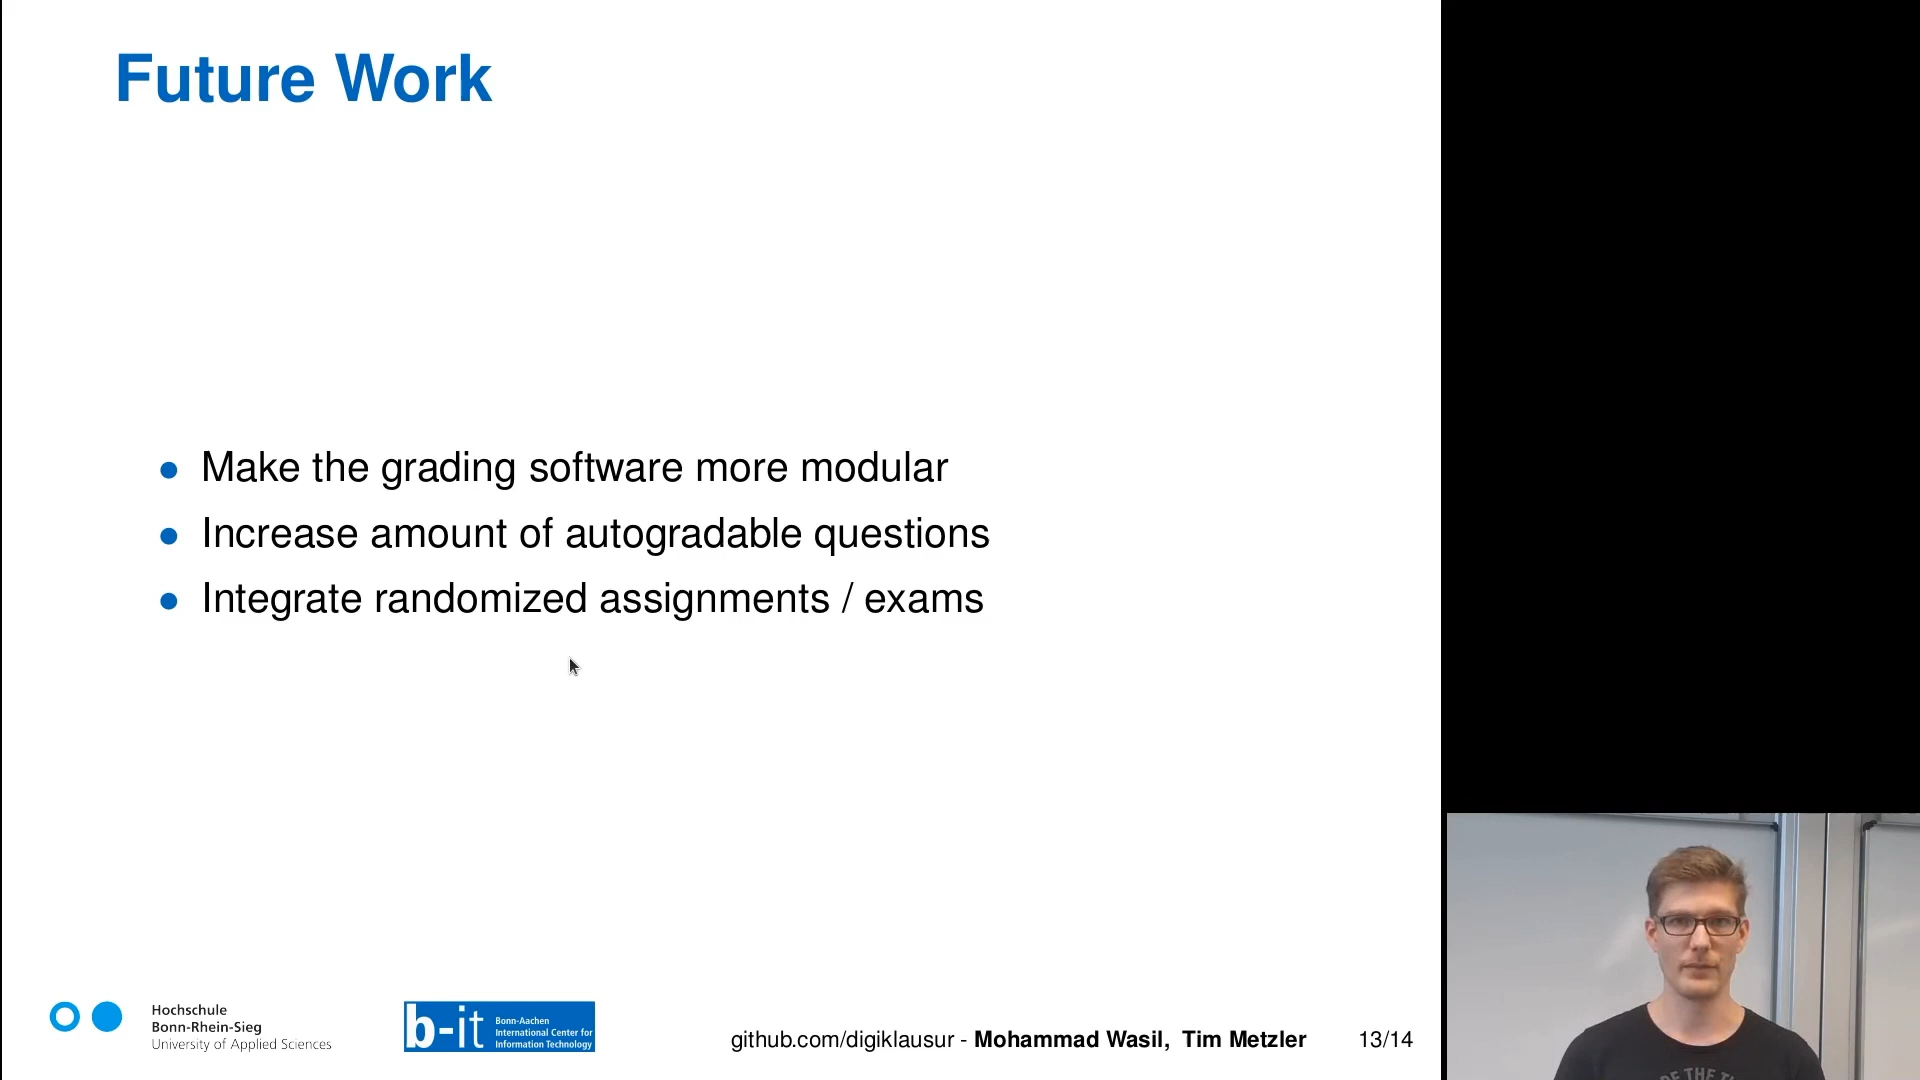 Future Work
Make the grading software more modular
Increase amount of autogradable questions
Integrate randomized assignments / exams
Hochschule
Bonn-Rhein-Sieg
University of Applied Sciences
b-it
Bonn-Aachen
International Center for
Information Technology
github.com/digiklausur - Mohammad Wasil, Tim Metzler 13/14
OF THE